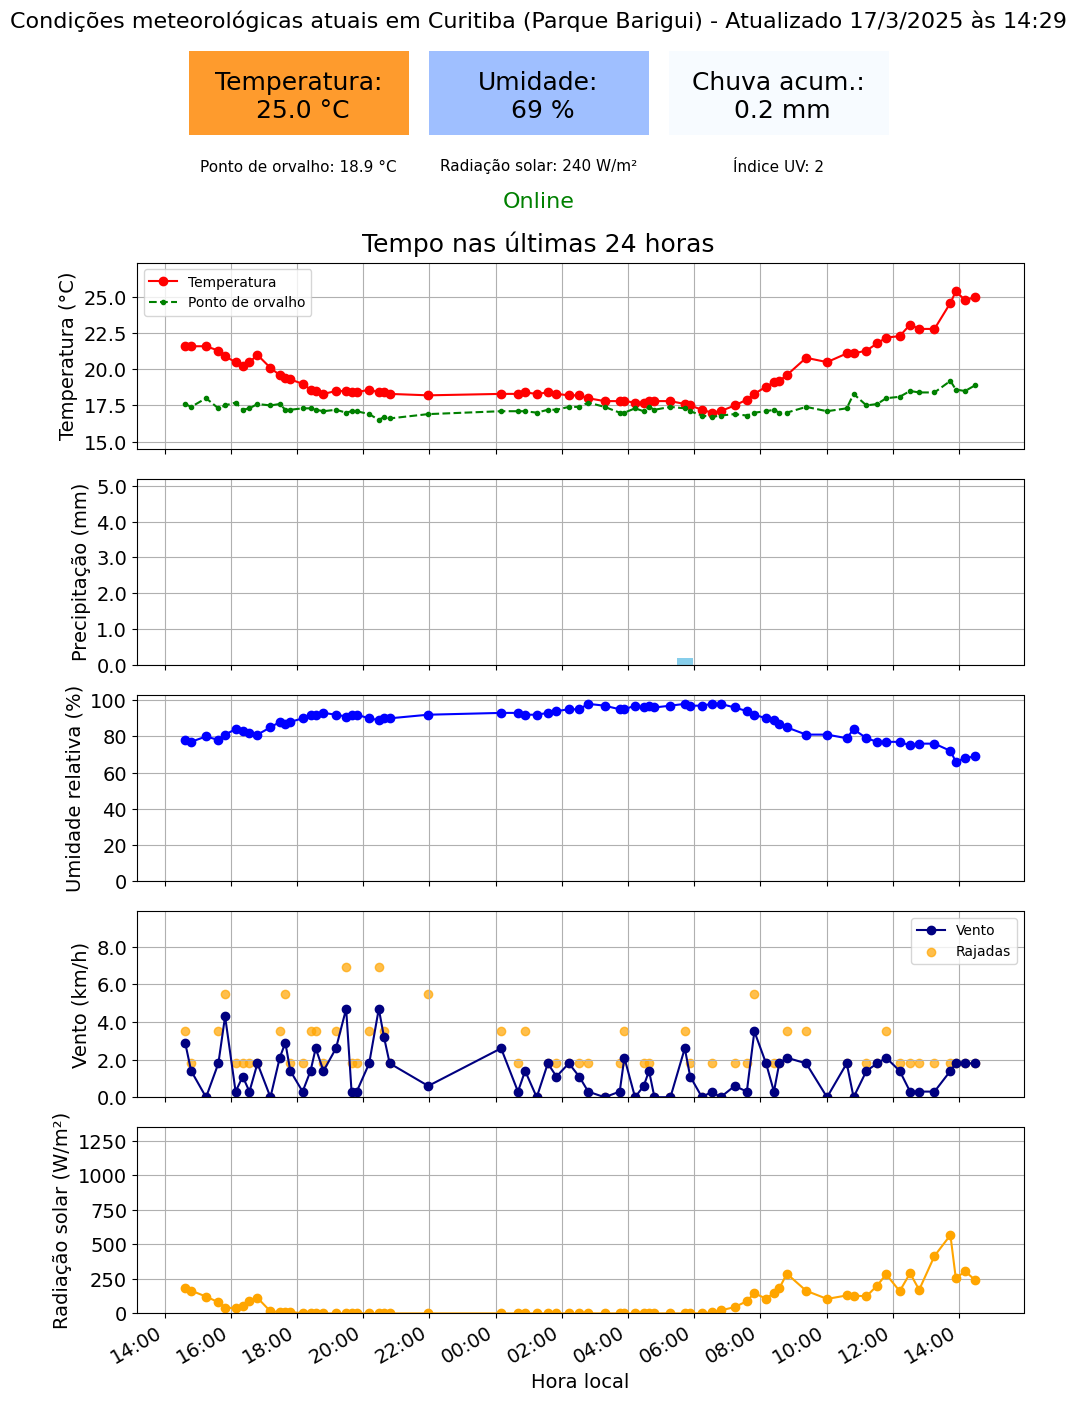 Condições meteorológicas atuais em Curitiba (Parque Barigui) - Atualizado 17/3/2025 às 14:29
Temperatura:
25.0 °C
Umidade:
69 %
Chuva acum.:
0.2 mm
Ponto de orvalho: 18.9 °C
Radiação solar: 240 W/m²
Índice UV: 2
Online
Tempo nas últimas 24 horas
Temperatura (°C)
25.0
22.5
20.0
17.5
15.0
Temperatura
Ponto de orvalho
Precipitação (mm)
5.0
4.0
3.0
2.0
1.0
0.0
Umidade relativa (%)
100
80
60
40
20
0
Vento (km/h)
8.0
6.0
4.0
2.0
0.0
Vento
Rajadas
Radiação solar (W/m²)
1250
1000
750
500
250
0
14:00
16:00
18:00
20:00
22:00
00:00
02:00
04:00
06:00
08:00
10:00
12:00
14:00
Hora local